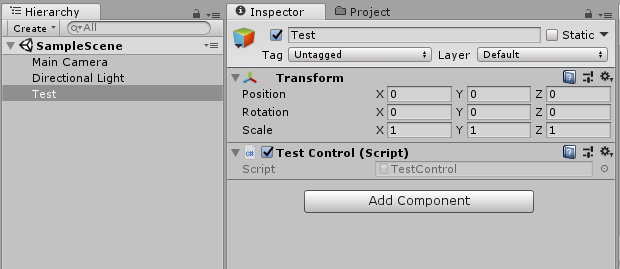 Hierarchy
Create
All
SampleScene
Main Camera
Directional Light
Test
Inspector
Project
Test
Static
Tag Untagged Layer Default
Transform
Position X 0 Y 0 Z 0
Rotation X 0 Y 0 Z 0
Scale X 1 Y 1 Z 1
C# Test Control (Script)
Script TestControl
Add Component